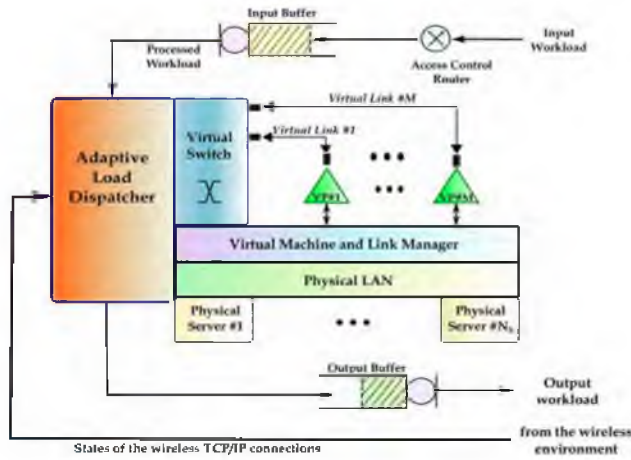 Input Buffer
Processed
Workload
Input
Workload
Access Control
Router
Virtual Link #M
Virtual Link #1
Virtual
Switch
Adaptive
Load
Dispatcher
Virtual Machine and Link Manager
Physical LAN
Physical
Server #1
Physical
Server #Ns
Output Buffer
Output
workload
from the wireless
environment
States of the wireless TCP/IP connections